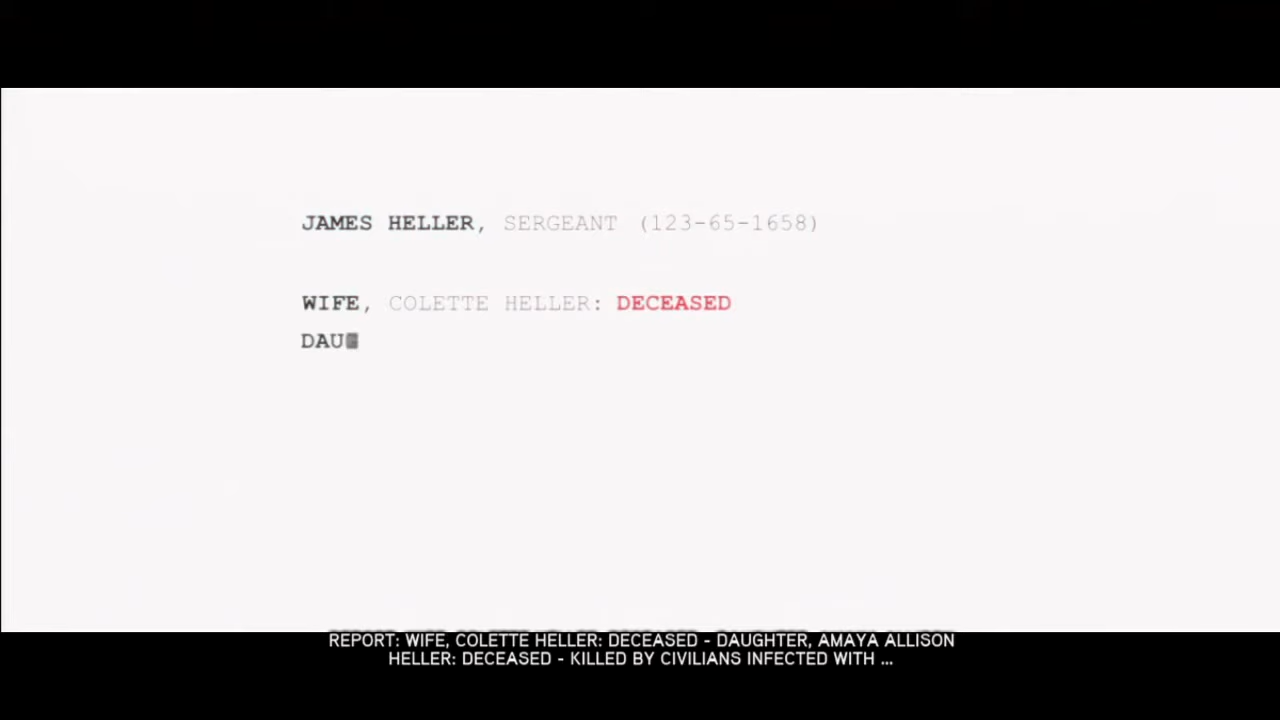 JAMES HELLER, SERGEANT (123-65-1658)
WIFE, COLETTE HELLER: DECEASED
DAU
REPORT: WIFE, COLETTE HELLER: DECEASED - DAUGHTER, AMAYA ALLISON
HELLER: DECEASED - KILLED BY CIVILIANS INFECTED WITH ...